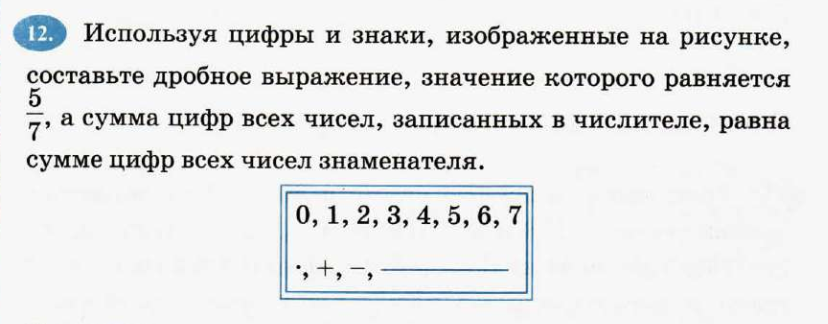 12. Используя цифры и знаки, изображенные на рисунке,
составьте дробное выражение, значение которого равняется
5/7, а сумма цифр всех чисел, записанных в числителе, равна
сумме цифр всех чисел знаменателя.
0, 1, 2, 3, 4, 5, 6, 7
·, +, −, ———